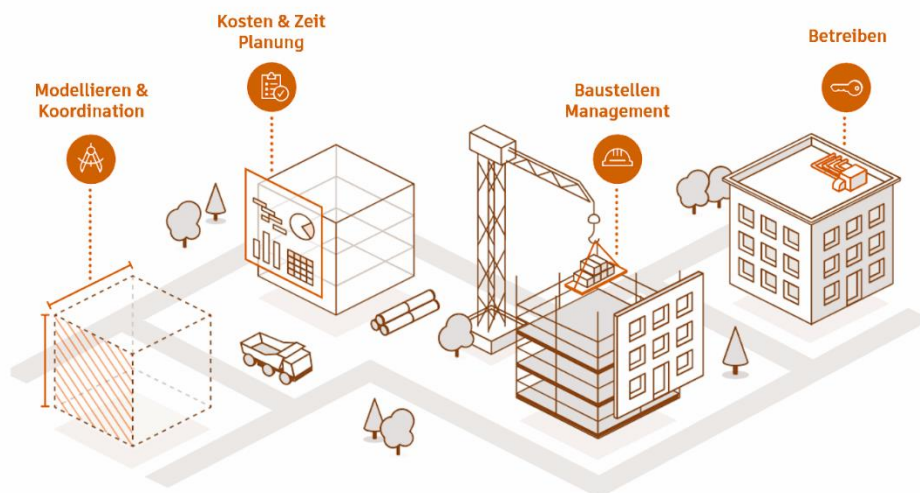 Modellieren &
Koordination
Kosten & Zeit
Planung
Baustellen
Management
Betreiben